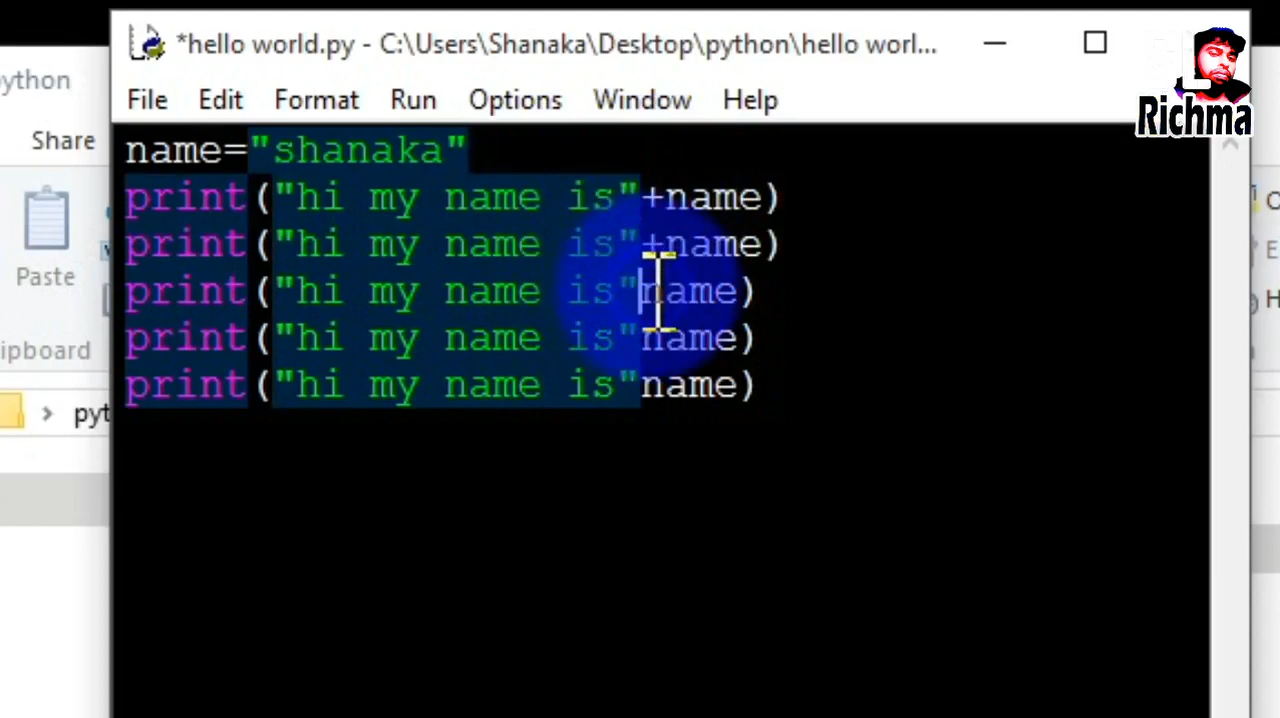 *hello world.py - C:\Users\Shanaka\Desktop\python\hello worl...
Richma
ython
File Edit Format Run Options Window Help
Share
name="shanaka"
print("hi my name is"+name)
print("hi my name is"+name)
print("hi my name is"name)
print("hi my name is"name)
print("hi my name is"name)
Paste
ipboard
pyt